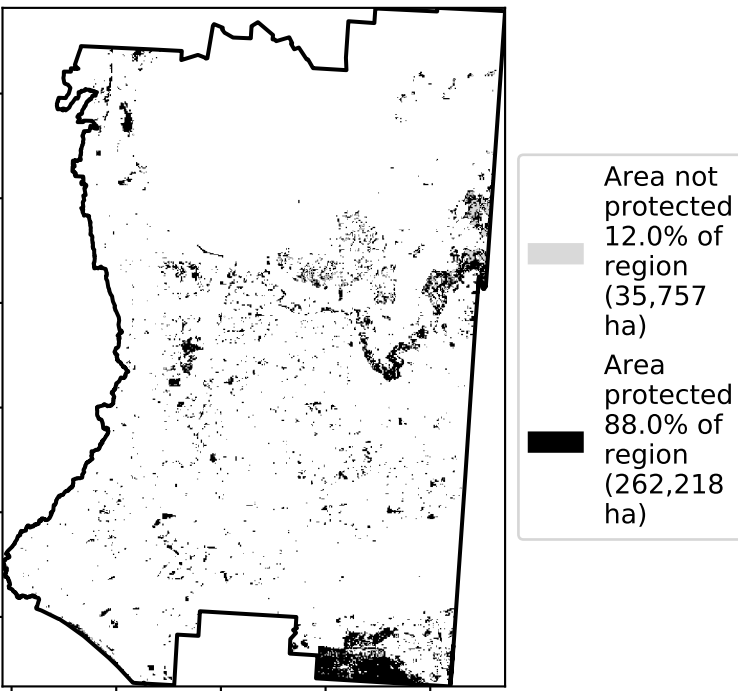 Area not
protected
12.0% of
region
(35,757
ha)
Area
protected
88.0% of
region
(262,218
ha)